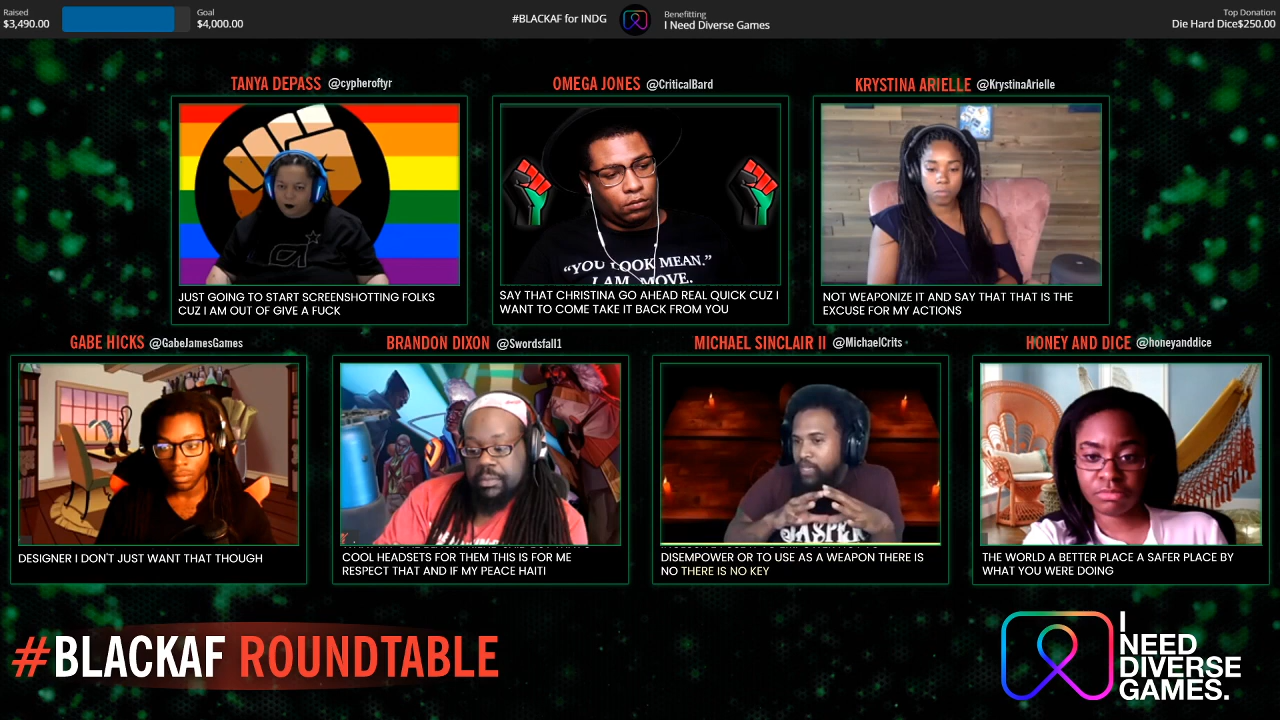 Raised
$3,490.00
Goal
$4,000.00
#BLACKAF for INDG
Benefitting
I Need Diverse Games
Top Donation
Die Hard Dice$250.00
TANYA DEPASS @cypheroftyr
OMEGA JONES @CriticalBard
KRYSTINA ARIELLE @KrystinaArielle
"YOU LOOK MEAN."
I AM. MOVE.
JUST GOING TO START SCREENSHOTTING FOLKS
CUZ I AM OUT OF GIVE A FUCK
SAY THAT CHRISTINA GO AHEAD REAL QUICK CUZ I
WANT TO COME TAKE IT BACK FROM YOU
NOT WEAPONIZE IT AND SAY THAT THAT IS THE
EXCUSE FOR MY ACTIONS
GABE HICKS @GabeJamesGames
BRANDON DIXON @Swordsfall1
MICHAEL SINCLAIR II @MichaelCrits
HONEY AND DICE @honeyanddice
DESIGNER I DON'T JUST WANT THAT THOUGH
COOL HEADSETS FOR THEM THIS IS FOR ME
RESPECT THAT AND IF MY PEACE HAITI
DISEMPOWER OR TO USE AS A WEAPON THERE IS
NO THERE IS NO KEY
THE WORLD A BETTER PLACE A SAFER PLACE BY
WHAT YOU WERE DOING
#BLACKAF ROUNDTABLE
I
NEED
DIVERSE
GAMES.